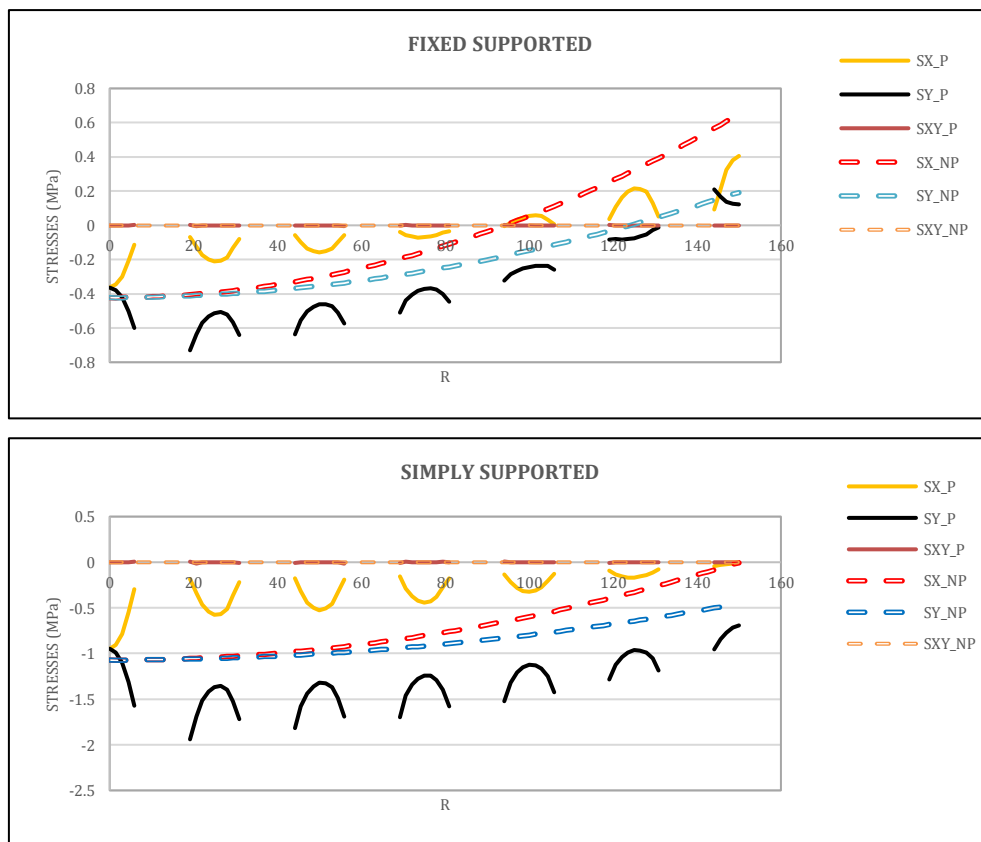 FIXED SUPPORTED
STRESSES (MPa)
0.8
0.6
0.4
0.2
0
-0.2
-0.4
-0.6
-0.8
0 20 40 60 80 100 120 140 160
R
SX_P
SY_P
SXY_P
SX_NP
SY_NP
SXY_NP
SIMPLY SUPPORTED
STRESSES (MPa)
0.5
0
-0.5
-1
-1.5
-2
-2.5
0 20 40 60 80 100 120 140 160
R
SX_P
SY_P
SXY_P
SX_NP
SY_NP
SXY_NP